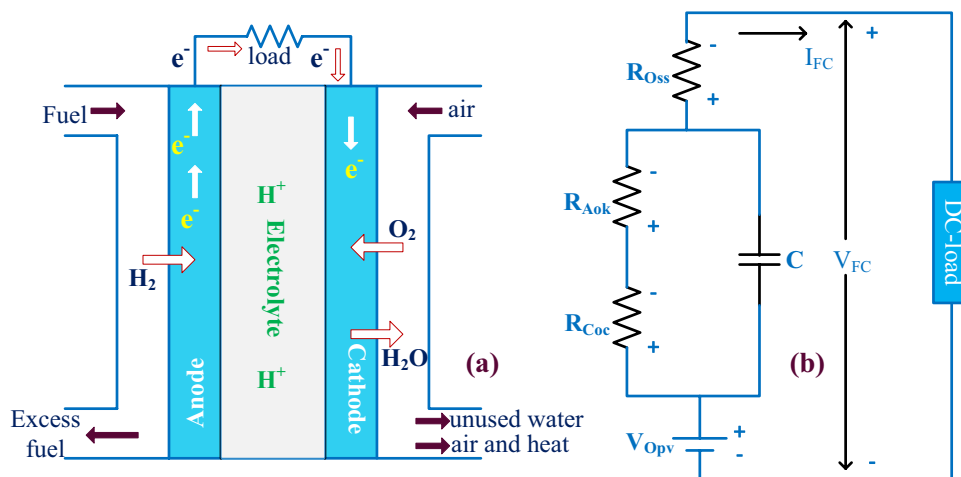 e- load e-
Fuel
air
e-
e-
e-
H+
Electrolyte
H+
H2
O2
H2O
Anode
Cathode
(a)
Excess
fuel
unused water
air and heat
ROss
-
+
IFC
+
RAok
-
+
C
VFC
DC-load
RCoc
-
+
(b)
VOpv
+
-
-